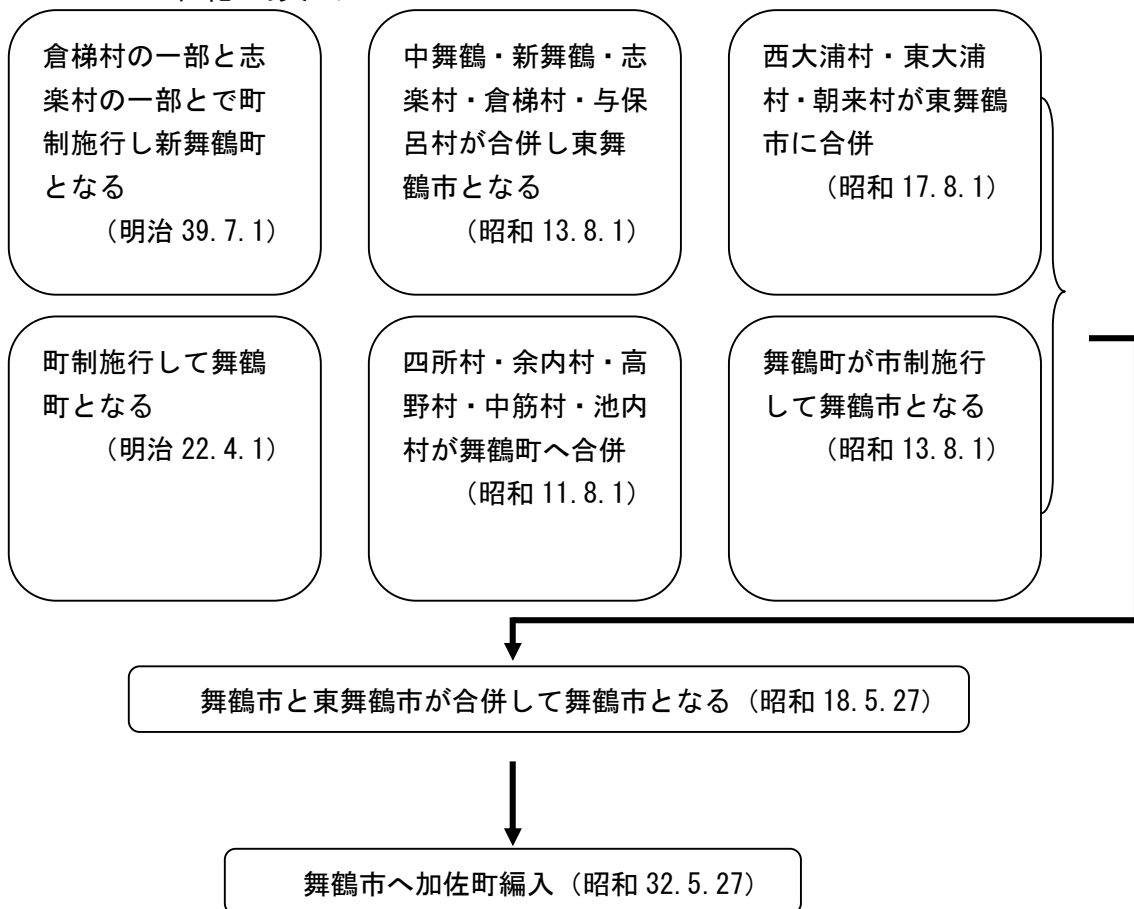 倉梯村の一部と志
楽村の一部とで町
制施行し新舞鶴町
となる
(明治 39.7.1)
中舞鶴・新舞鶴・志
楽村・倉梯村・与保
呂村が合併し東舞
鶴市となる
(昭和 13.8.1)
西大浦村・東大浦
村・朝来村が東舞鶴
市に合併
(昭和 17.8.1)
町制施行して舞鶴
町となる
(明治 22.4.1)
四所村・余内村・高
野村・中筋村・池内
村が舞鶴町へ合併
(昭和 11.8.1)
舞鶴町が市制施行
して舞鶴市となる
(昭和 13.8.1)
舞鶴市と東舞鶴市が合併して舞鶴市となる(昭和 18.5.27)
舞鶴市へ加佐町編入(昭和 32.5.27)